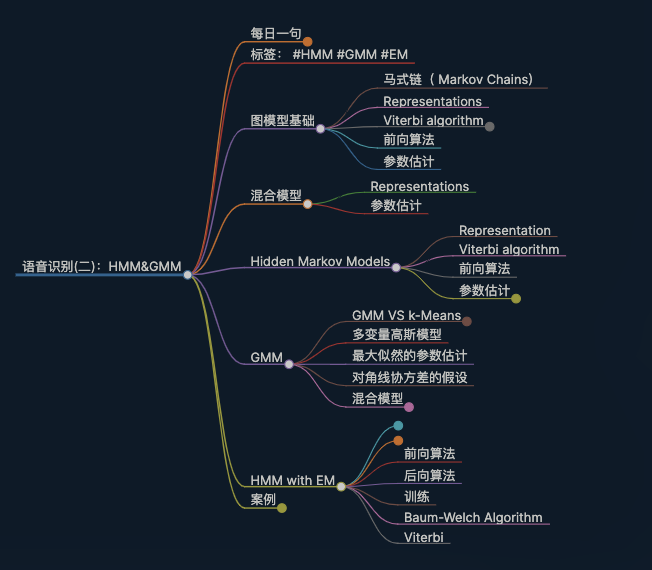 每日一句
标签： #HMM #GMM #EM
图模型基础
马式链（ Markov Chains）
Representations
Viterbi algorithm
前向算法
参数估计
混合模型
Representations
参数估计
语音识别(二)：HMM&GMM
Hidden Markov Models
Representation
Viterbi algorithm
前向算法
参数估计
GMM
GMM VS k-Means
多变量高斯模型
最大似然的参数估计
对角线协方差的假设
混合模型
HMM with EM
前向算法
后向算法
训练
Baum-Welch Algorithm
Viterbi
案例